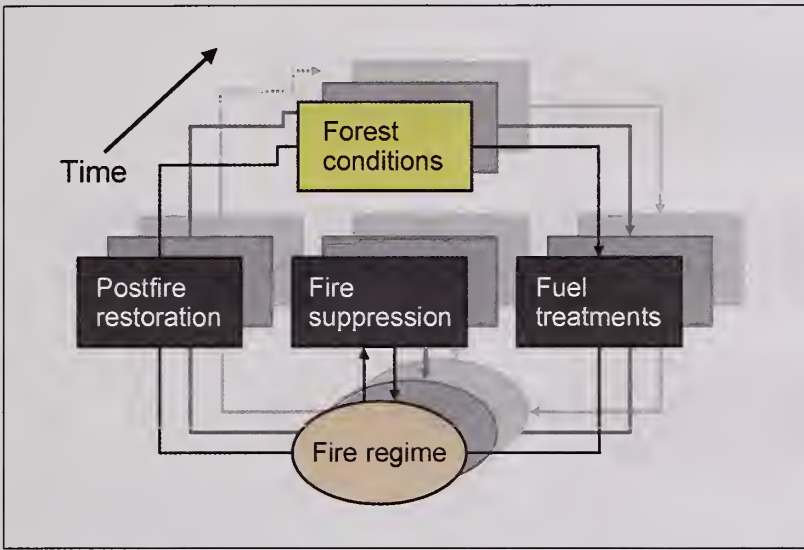 Time
Forest
conditions
Postfire
restoration
Fire
suppression
Fuel
treatments
Fire regime